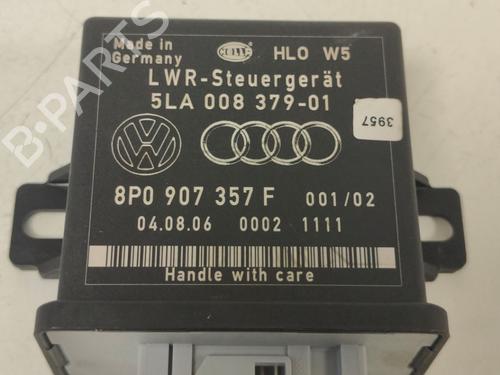 Made in
Germany
HELLA
HLO W5
LWR-Steuergerät
5LA 008 379-01
3957
8P0 907 357 F 001/02
04.08.06 0002 1111
Handle with care
B-PARTS